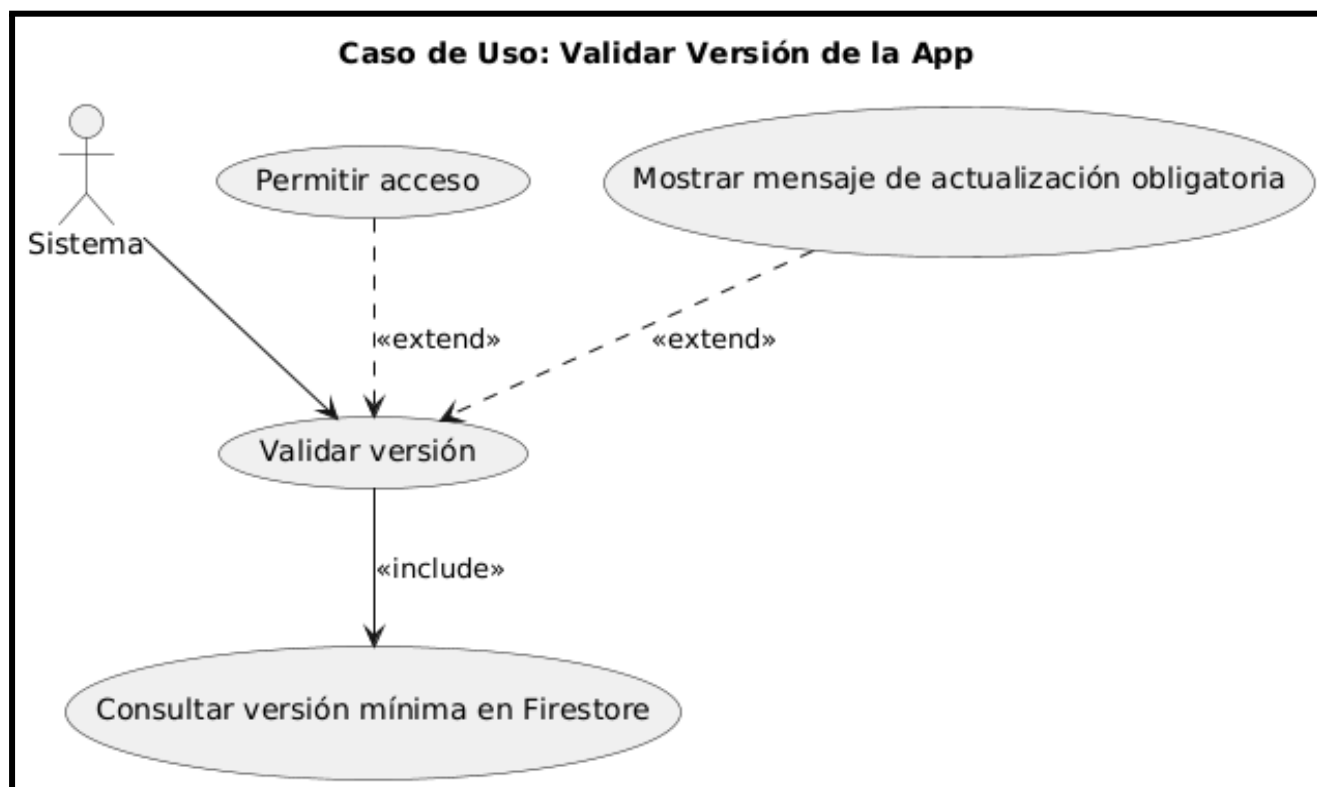 Caso de Uso: Validar Versión de la App
Permitir acceso
Mostrar mensaje de actualización obligatoria
Sistema
«extend»
«extend»
Validar versión
«include»
Consultar versión mínima en Firestore